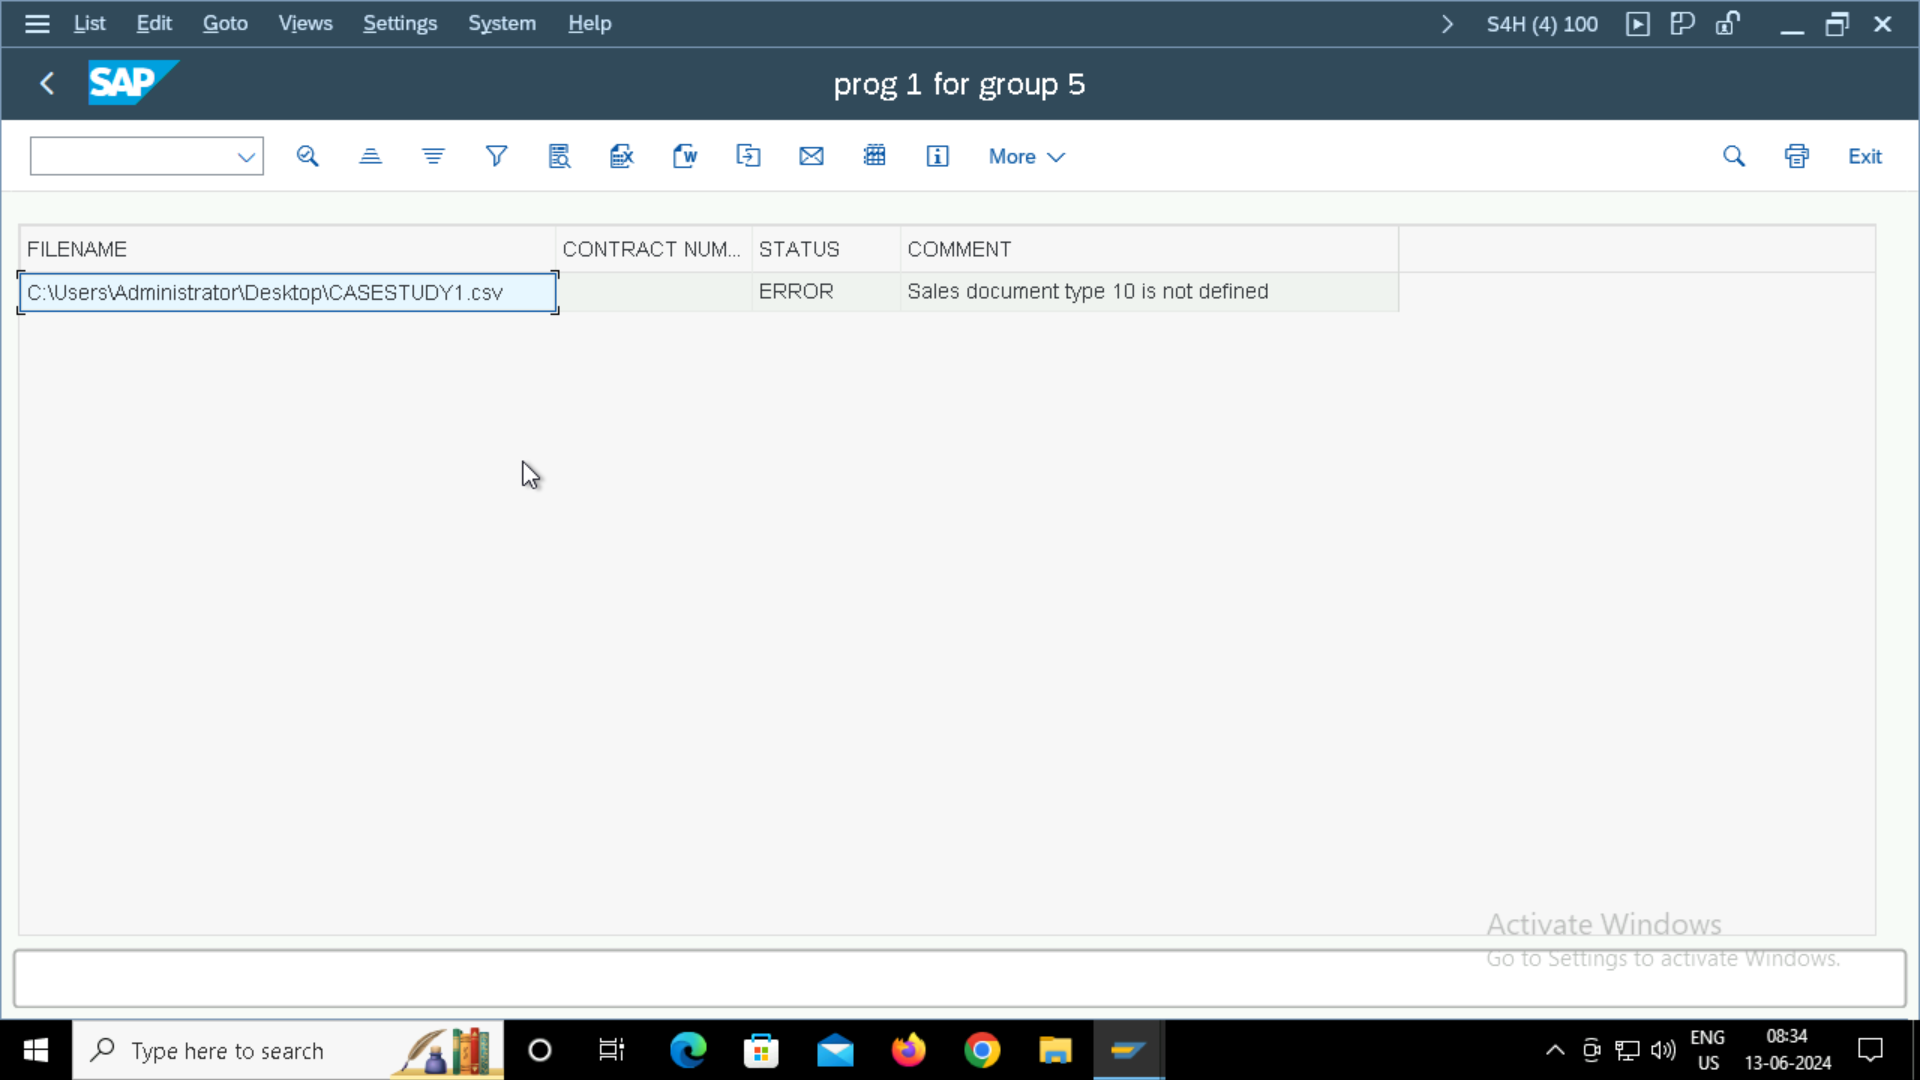 List Edit Goto Views Settings System Help S4H (4) 100
SAP prog 1 for group 5
More Exit
FILENAME CONTRACT NUM... STATUS COMMENT
C:\Users\Administrator\Desktop\CASESTUDY1.csv ERROR Sales document type 10 is not defined
Activate Windows
Go to Settings to activate Windows.
Type here to search ENG 08:34
US 13-06-2024